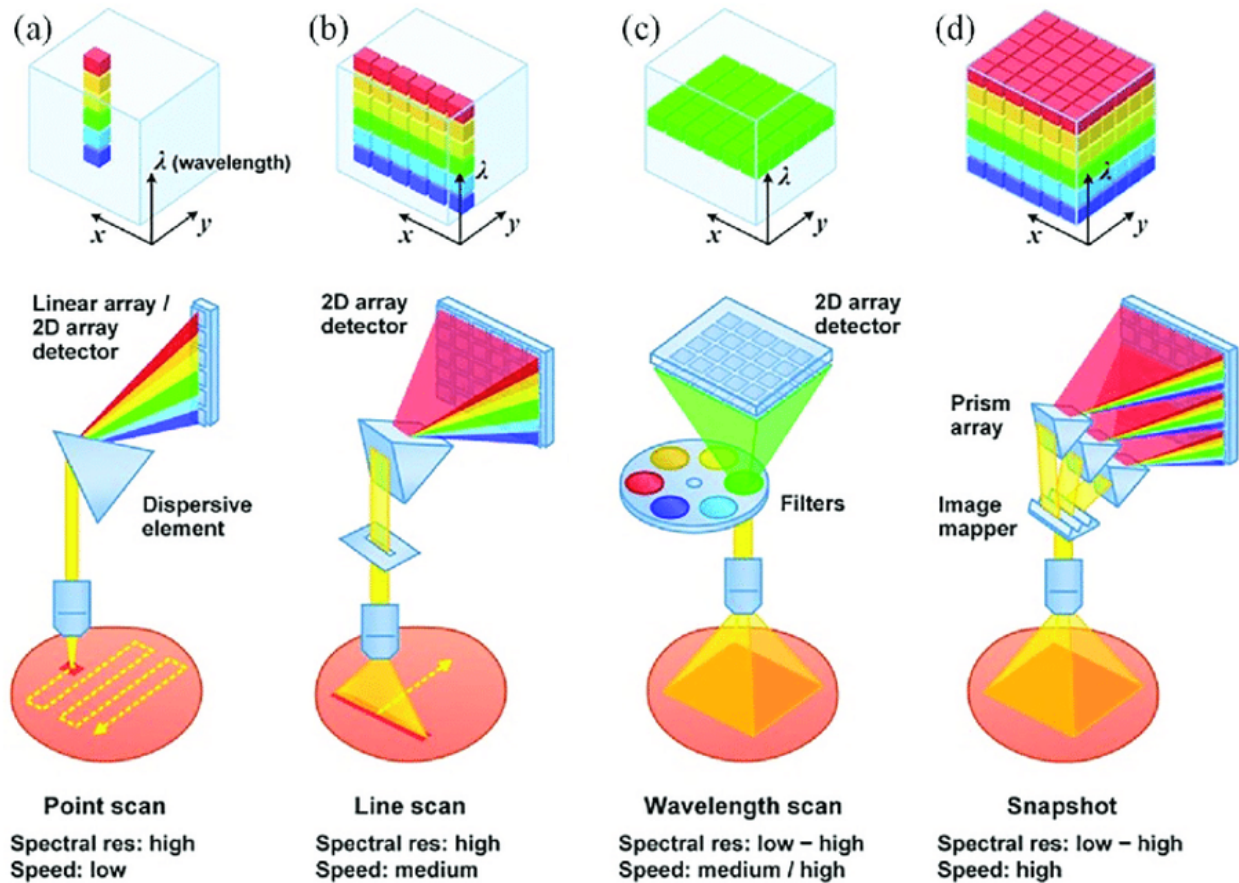 (a)
λ (wavelength)
x
y
(b)
λ
x
y
(c)
λ
x
y
(d)
λ
x
y
Linear array /
2D array
detector
Dispersive
element
2D array
detector
2D array
detector
Filters
Prism
array
Image
mapper
Point scan
Spectral res: high
Speed: low
Line scan
Spectral res: high
Speed: medium
Wavelength scan
Spectral res: low – high
Speed: medium / high
Snapshot
Spectral res: low – high
Speed: high